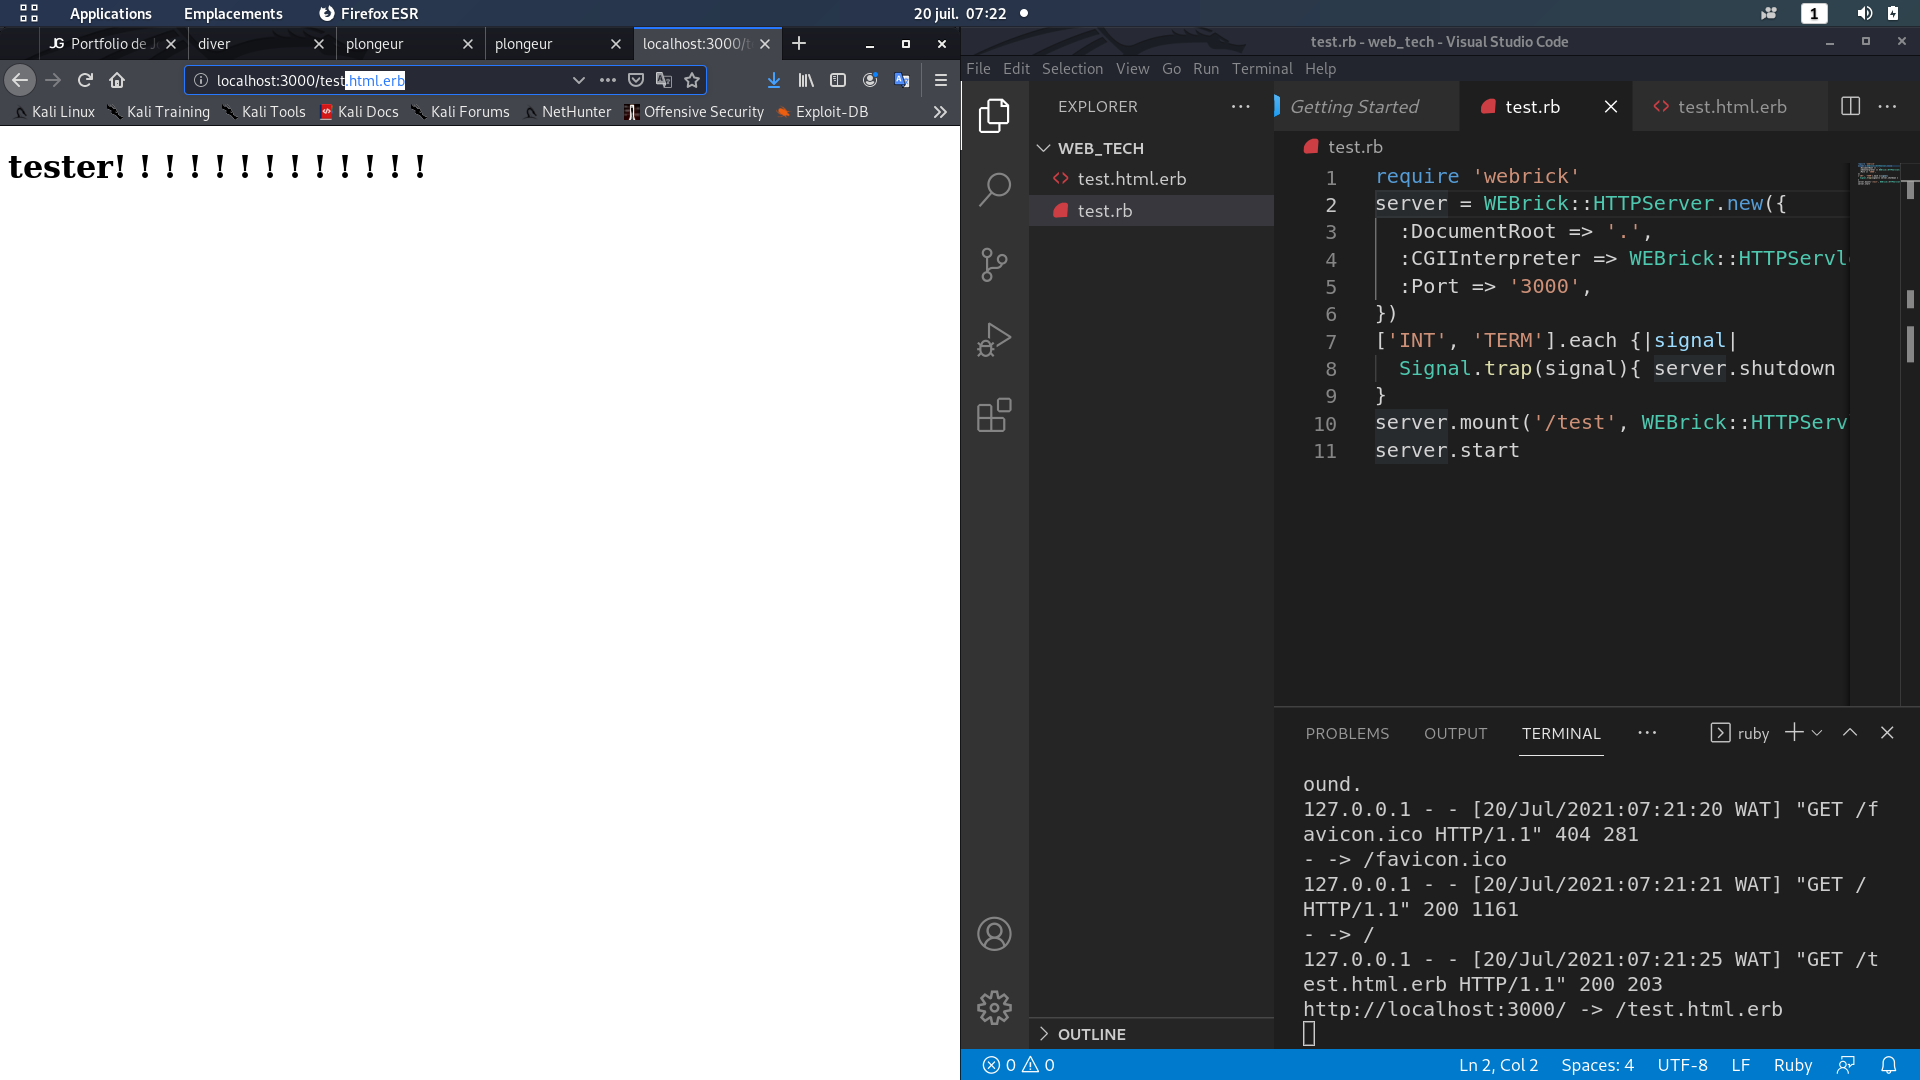 Applications Emplacements Firefox ESR 20 juil. 07:22 1
JG Portfolio de J diver plongeur plongeur localhost:3000/t
localhost:3000/test.html.erb
Kali Linux Kali Training Kali Tools Kali Docs Kali Forums NetHunter Offensive Security Exploit-DB
tester! ! ! ! ! ! ! ! ! ! ! ! !
test.rb - web_tech - Visual Studio Code
File Edit Selection View Go Run Terminal Help
EXPLORER
WEB_TECH
test.html.erb
test.rb
OUTLINE
Getting Started test.rb test.html.erb
test.rb
1 require 'webrick'
2 server = WEBrick::HTTPServer.new({
3 :DocumentRoot => '.',
4 :CGIInterpreter => WEBrick::HTTPServl
5 :Port => '3000',
6 })
7 ['INT', 'TERM'].each {|signal|
8 Signal.trap(signal){ server.shutdown
9 }
10 server.mount('/test', WEBrick::HTTPServ
11 server.start
PROBLEMS OUTPUT TERMINAL ruby
ound.
127.0.0.1 - - [20/Jul/2021:07:21:20 WAT] "GET /f
avicon.ico HTTP/1.1" 404 281
- -> /favicon.ico
127.0.0.1 - - [20/Jul/2021:07:21:21 WAT] "GET /
HTTP/1.1" 200 1161
- -> /
127.0.0.1 - - [20/Jul/2021:07:21:25 WAT] "GET /t
est.html.erb HTTP/1.1" 200 203
http://localhost:3000/ -> /test.html.erb
0 0 Ln 2, Col 2 Spaces: 4 UTF-8 LF Ruby